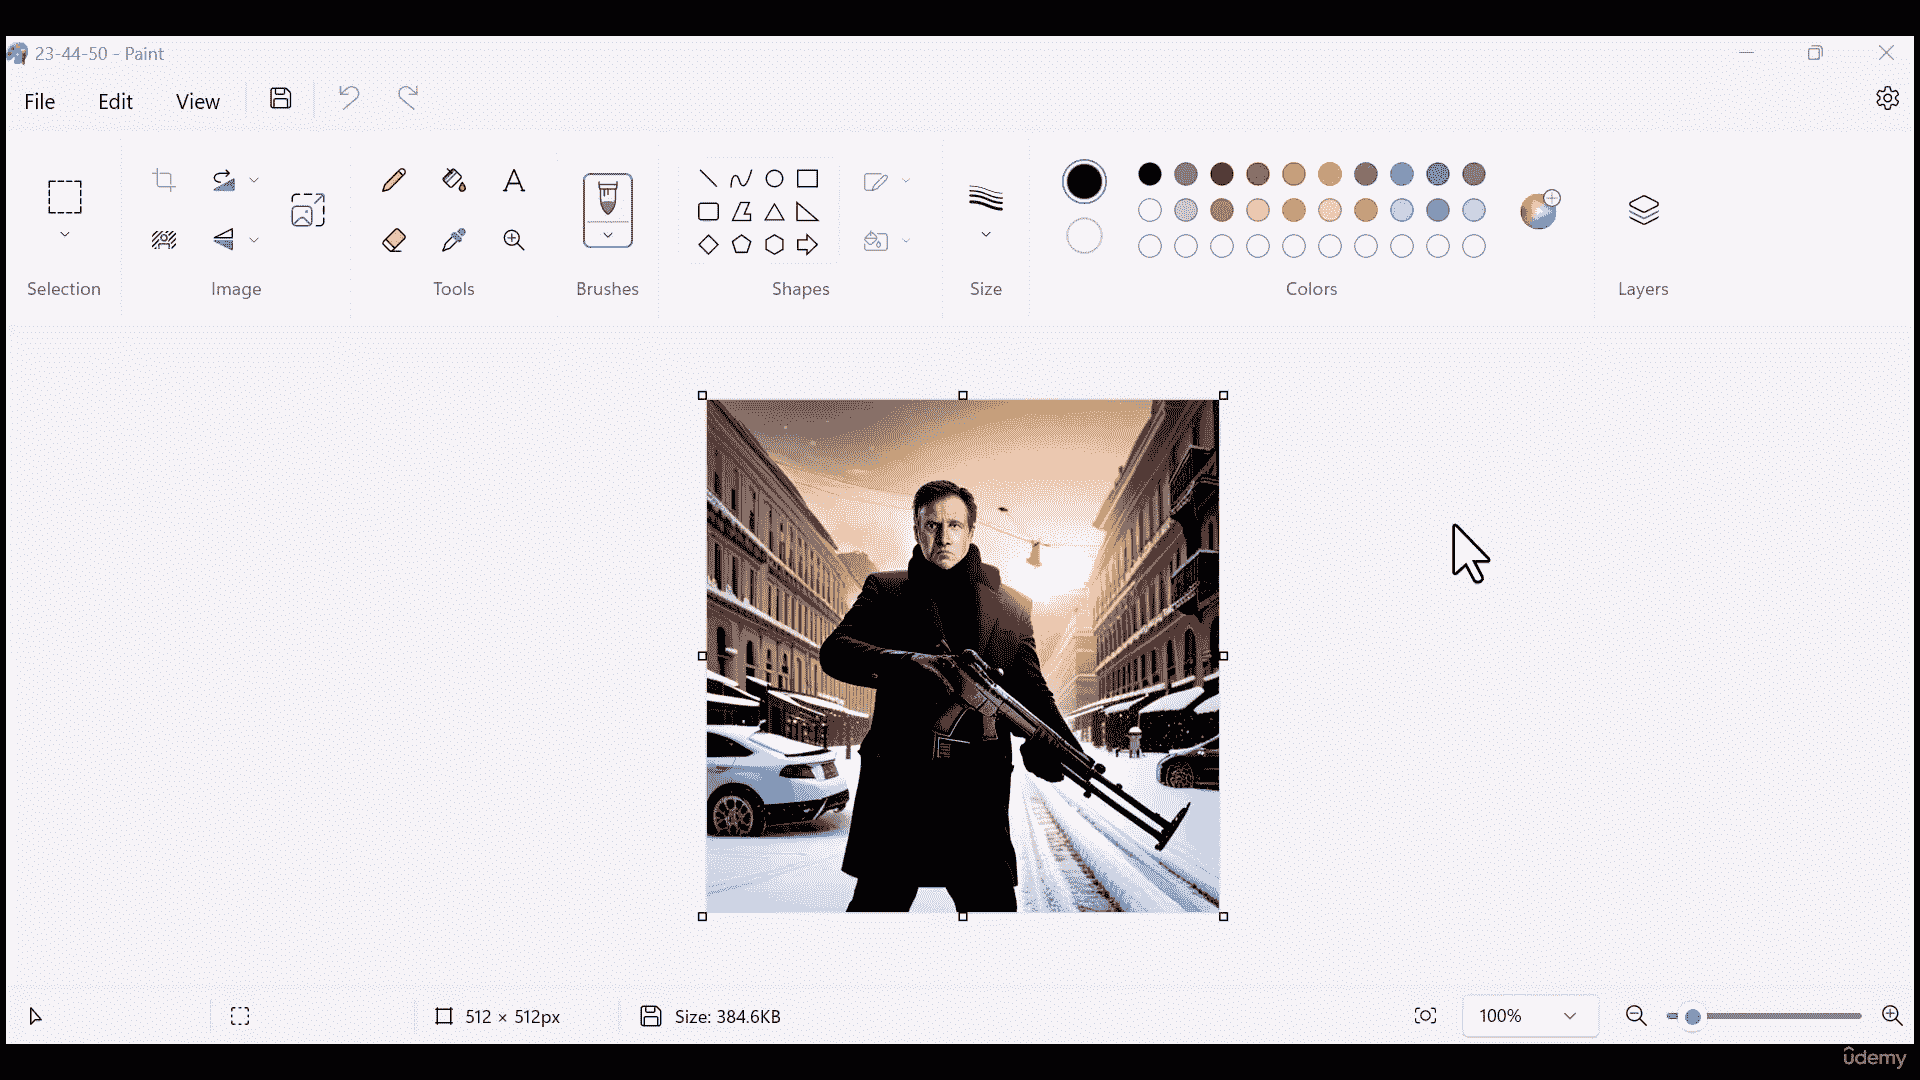 23-44-50 - Paint
File Edit View
Selection Image Tools Brushes Shapes Size Colors Layers
512 × 512px Size: 384.6KB 100%
ûdemy